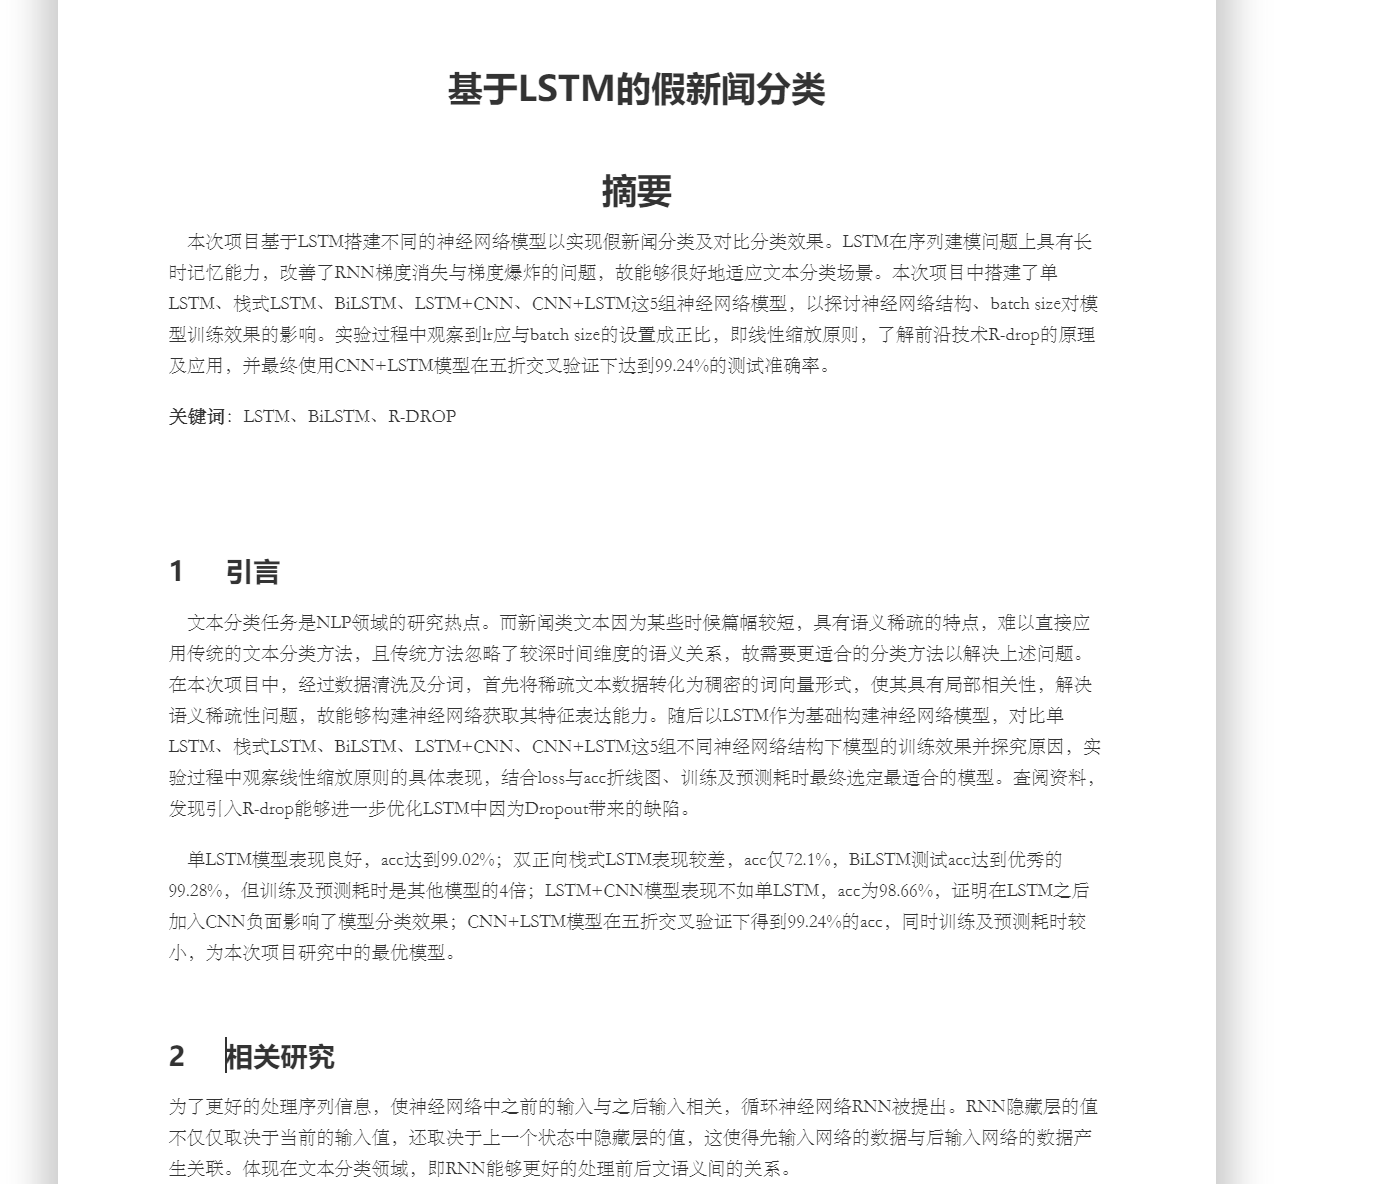 基于LSTM的假新闻分类
摘要
本次项目基于LSTM搭建不同的神经网络模型以实现假新闻分类及对比分类效果。LSTM在序列建模问题上具有长
时记忆能力，改善了RNN梯度消失与梯度爆炸的问题，故能够很好地适应文本分类场景。本次项目中搭建了单
LSTM、栈式LSTM、BiLSTM、LSTM+CNN、CNN+LSTM这5组神经网络模型，以探讨神经网络结构、batch size对模
型训练效果的影响。实验过程中观察到lr应与batch size的设置成正比，即线性缩放原则，了解前沿技术R-drop的原理
及应用，并最终使用CNN+LSTM模型在五折交叉验证下达到99.24%的测试准确率。
关键词：LSTM、BiLSTM、R-DROP
1 引言
文本分类任务是NLP领域的研究热点。而新闻类文本因为某些时候篇幅较短，具有语义稀疏的特点，难以直接应
用传统的文本分类方法，且传统方法忽略了较深时间维度的语义关系，故需要更适合的分类方法以解决上述问题。
在本次项目中，经过数据清洗及分词，首先将稀疏文本数据转化为稠密的词向量形式，使其具有局部相关性，解决
语义稀疏性问题，故能够构建神经网络获取其特征表达能力。随后以LSTM作为基础构建神经网络模型，对比单
LSTM、栈式LSTM、BiLSTM、LSTM+CNN、CNN+LSTM这5组不同神经网络结构下模型的训练效果并探究原因，实
验过程中观察线性缩放原则的具体表现，结合loss与acc折线图、训练及预测耗时最终选定最适合的模型。查阅资料，
发现引入R-drop能够进一步优化LSTM中因为Dropout带来的缺陷。
单LSTM模型表现良好，acc达到99.02%；双正向栈式LSTM表现较差，acc仅72.1%，BiLSTM测试acc达到优秀的
99.28%，但训练及预测耗时是其他模型的4倍；LSTM+CNN模型表现不如单LSTM，acc为98.66%，证明在LSTM之后
加入CNN负面影响了模型分类效果；CNN+LSTM模型在五折交叉验证下得到99.24%的acc，同时训练及预测耗时较
小，为本次项目研究中的最优模型。
2 相关研究
为了更好的处理序列信息，使神经网络中之前的输入与之后输入相关，循环神经网络RNN被提出。RNN隐藏层的值
不仅仅取决于当前的输入值，还取决于上一个状态中隐藏层的值，这使得先输入网络的数据与后输入网络的数据产
生关联。体现在文本分类领域，即RNN能够更好的处理前后文语义间的关系。